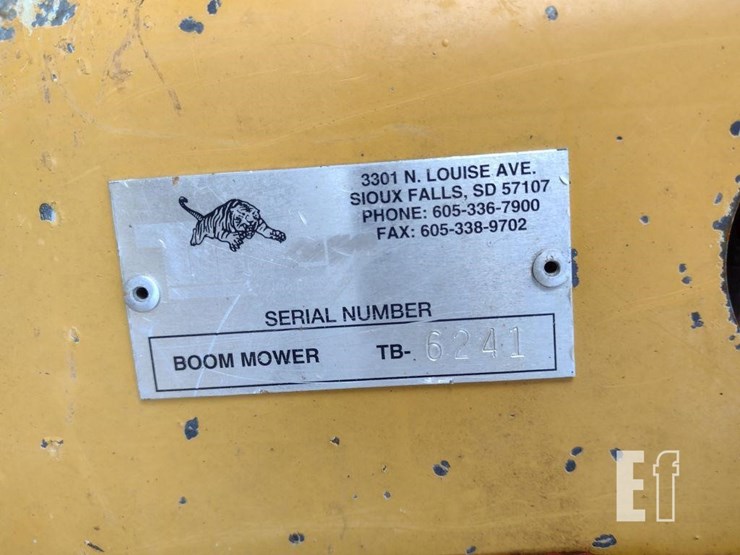 3301 N. LOUISE AVE.
SIOUX FALLS, SD 57107
PHONE: 605-336-7900
FAX: 605-338-9702
SERIAL NUMBER
BOOM MOWER TB- 6241
Ef